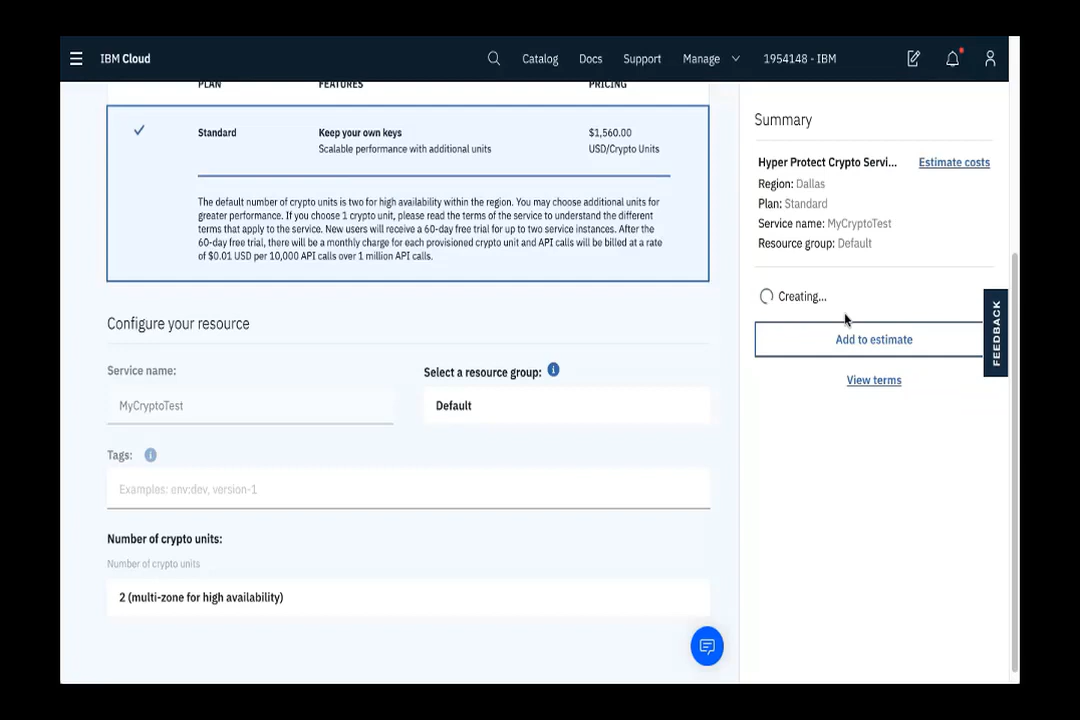 IBM Cloud
Catalog
Docs
Support
Manage
1954148 - IBM
PLAN
FEATURES
PRICING
Standard
Keep your own keys
$1,560.00
Scalable performance with additional units
USD/Crypto Units
The default number of crypto units is two for high availability within the region. You may choose additional units for
greater performance. If you choose 1 crypto unit, please read the terms of the service to understand the different
terms that apply to the service. New users will receive a 60-day free trial for up to two service instances. After the
60-day free trial, there will be a monthly charge for each provisioned crypto unit and API calls will be billed at a rate
of $0.01 USD per 10,000 API calls over 1 million API calls.
Configure your resource
Service name:
Select a resource group:
MyCryptoTest
Default
Tags:
Examples: env:dev, version-1
Number of crypto units:
Number of crypto units
2 (multi-zone for high availability)
Summary
Hyper Protect Crypto Servi...
Estimate costs
Region: Dallas
Plan: Standard
Service name: MyCryptoTest
Resource group: Default
Creating...
Add to estimate
View terms
FEEDBACK